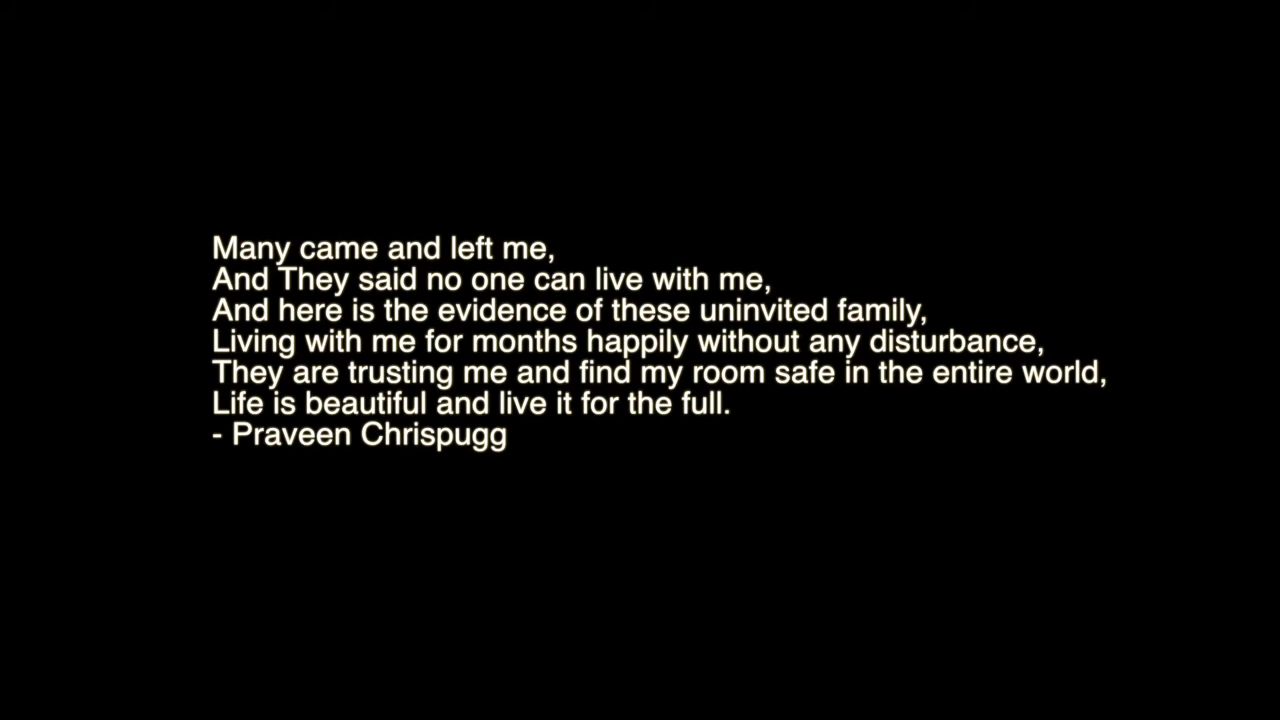 Many came and left me,
And They said no one can live with me,
And here is the evidence of these uninvited family,
Living with me for months happily without any disturbance,
They are trusting me and find my room safe in the entire world,
Life is beautiful and live it for the full.
- Praveen Chrispugg